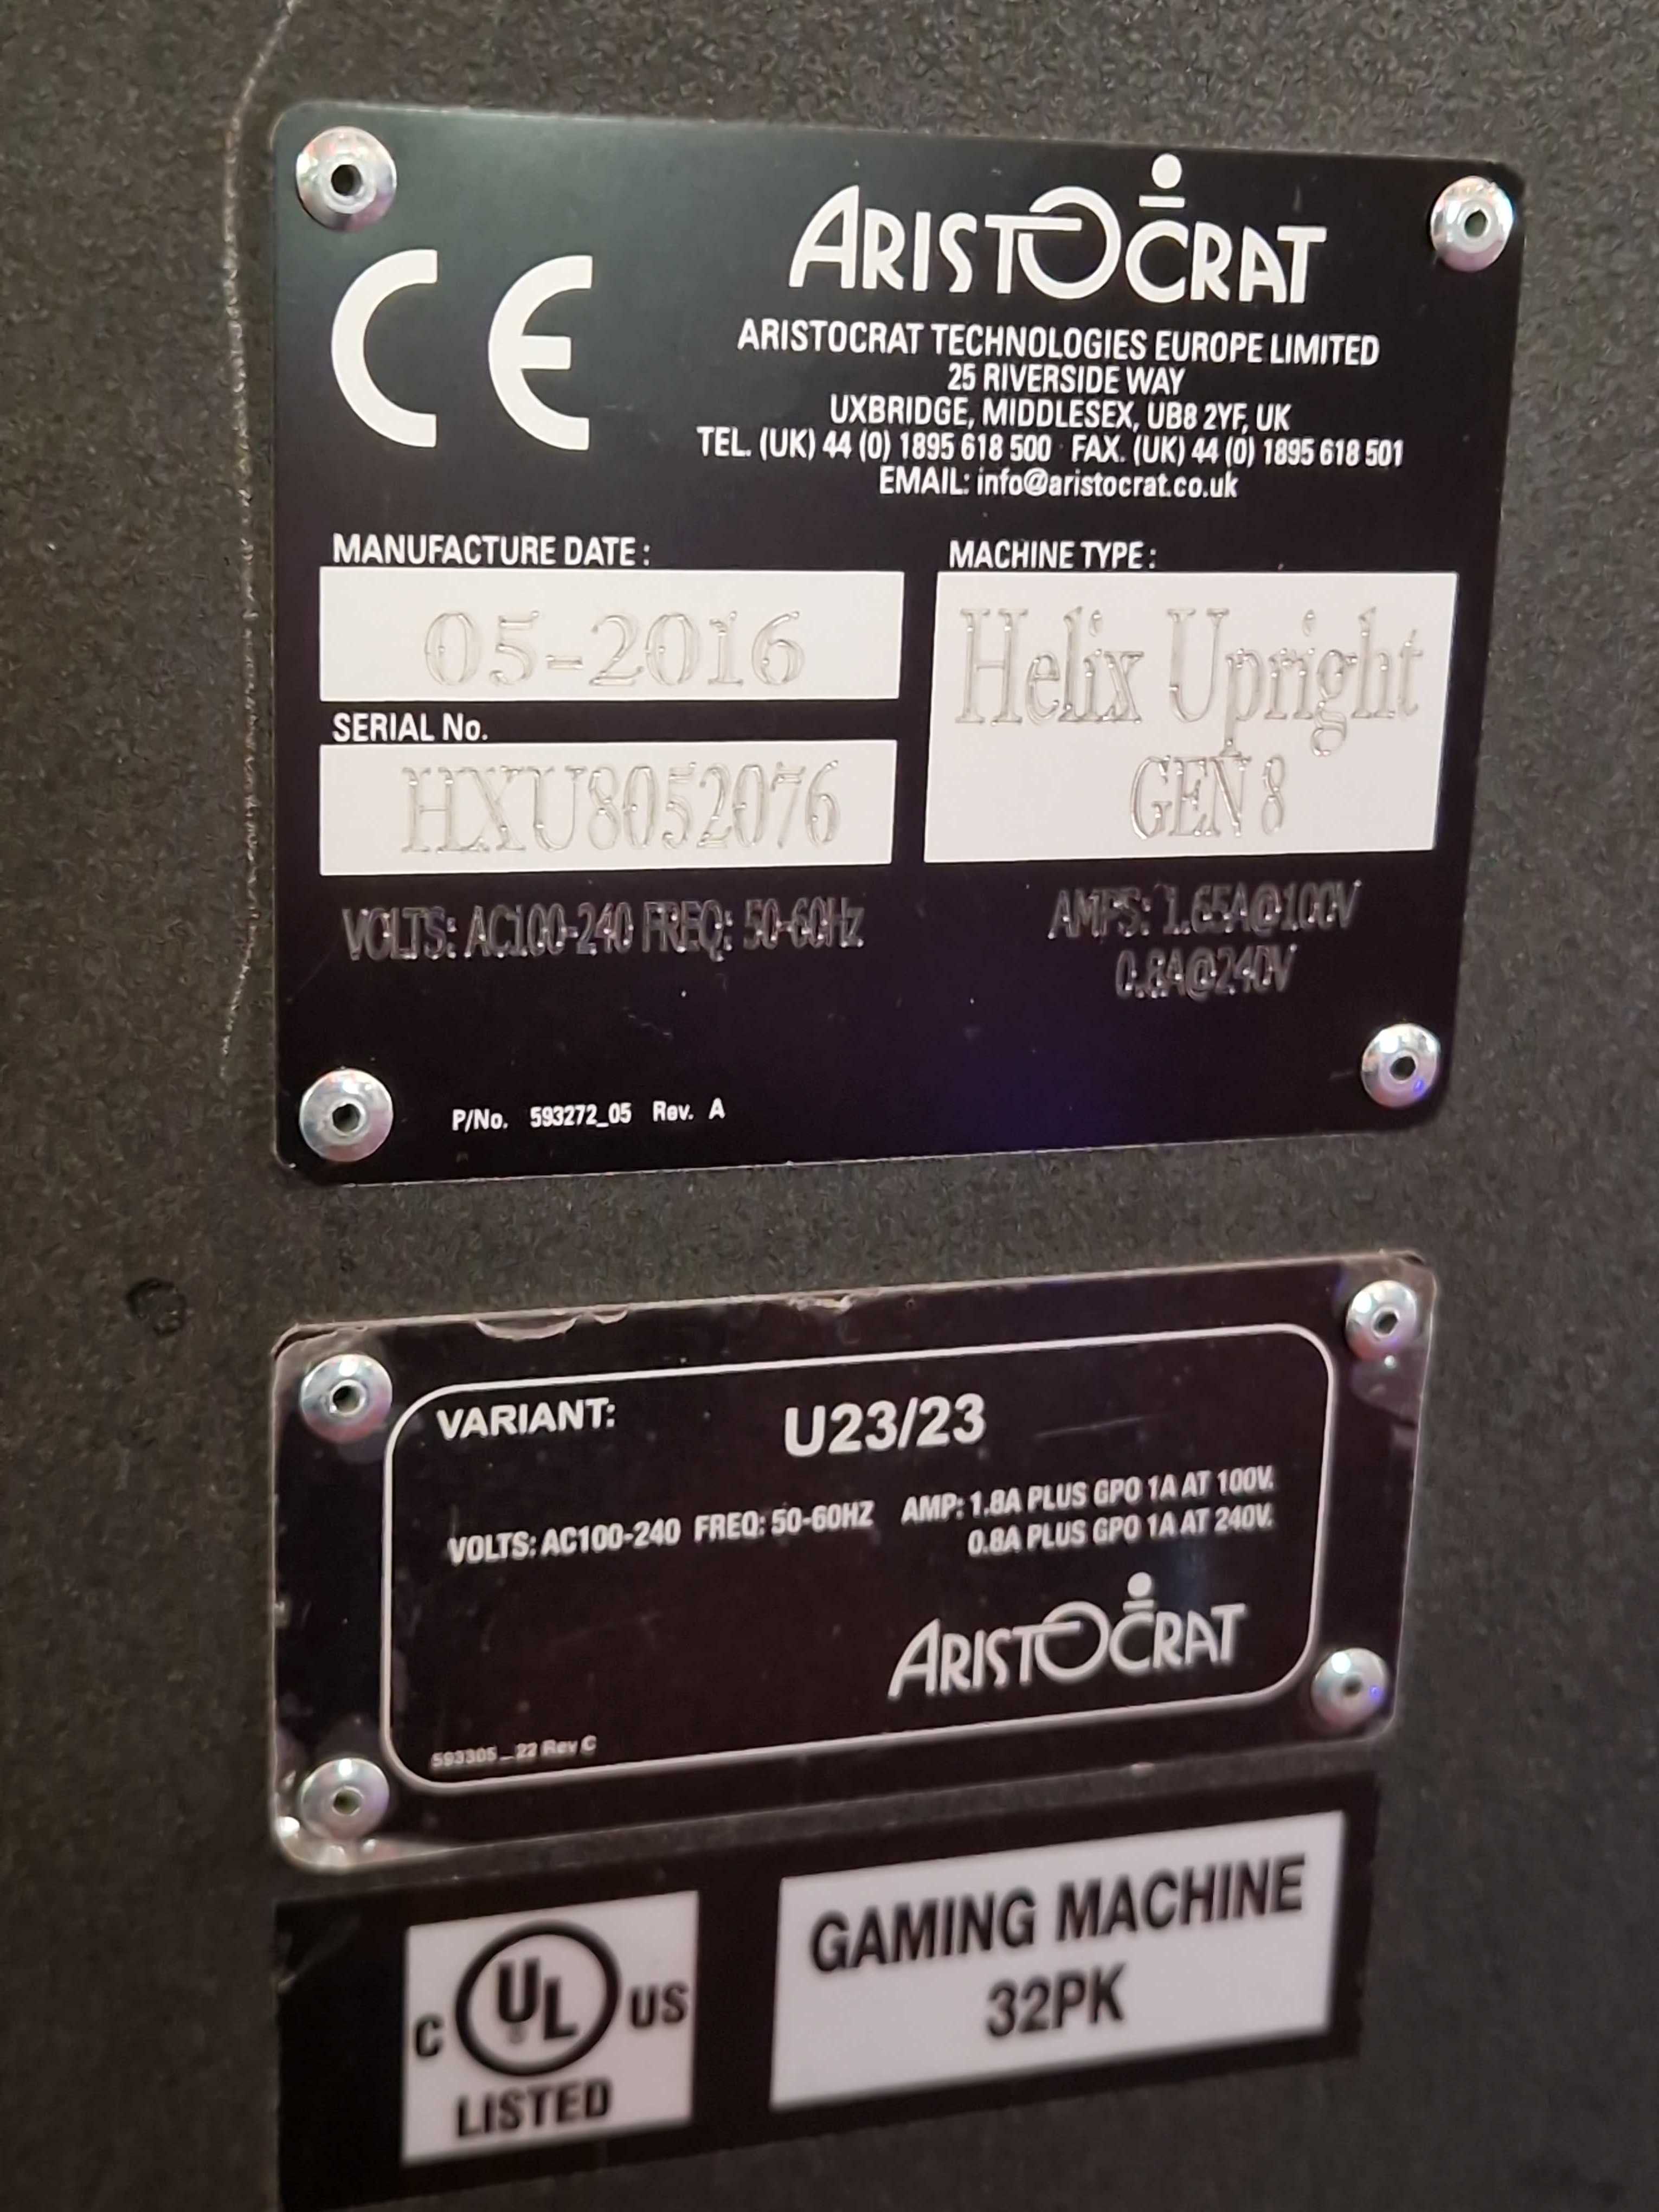 CE
ARISTOCRAT
ARISTOCRAT TECHNOLOGIES EUROPE LIMITED
25 RIVERSIDE WAY
UXBRIDGE, MIDDLESEX, UB8 2YF, UK
TEL. (UK) 44 (0) 1895 618 500 FAX. (UK) 44 (0) 1895 618 501
EMAIL: info@aristocrat.co.uk
MANUFACTURE DATE :
05-2016
SERIAL No.
HXU8052076
MACHINE TYPE :
Helix Upright
GEN 8
VOLTS: AC100-240 FREQ: 50-60Hz
AMPS: 1.65A@100V
0.8A@240V
P/No. 593272_05 Rev. A
VARIANT: U23/23
VOLTS: AC100-240 FREQ: 50-60HZ AMP: 1.8A PLUS GPO 1A AT 100V.
0.8A PLUS GPO 1A AT 240V.
ARISTOCRAT
593305_22 Rev C
C UL US
LISTED
GAMING MACHINE
32PK